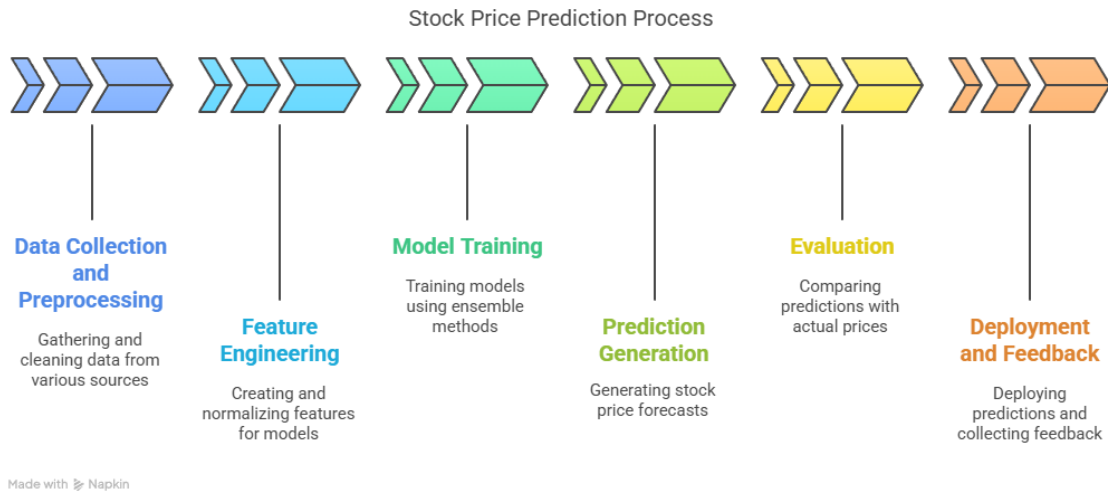 Stock Price Prediction Process
Data Collection
and
Preprocessing
Gathering and
cleaning data from
various sources
Feature
Engineering
Creating and
normalizing features
for models
Model Training
Training models
using ensemble
methods
Prediction
Generation
Generating stock
price forecasts
Evaluation
Comparing
predictions with
actual prices
Deployment
and Feedback
Deploying
predictions and
collecting feedback
Made with Napkin